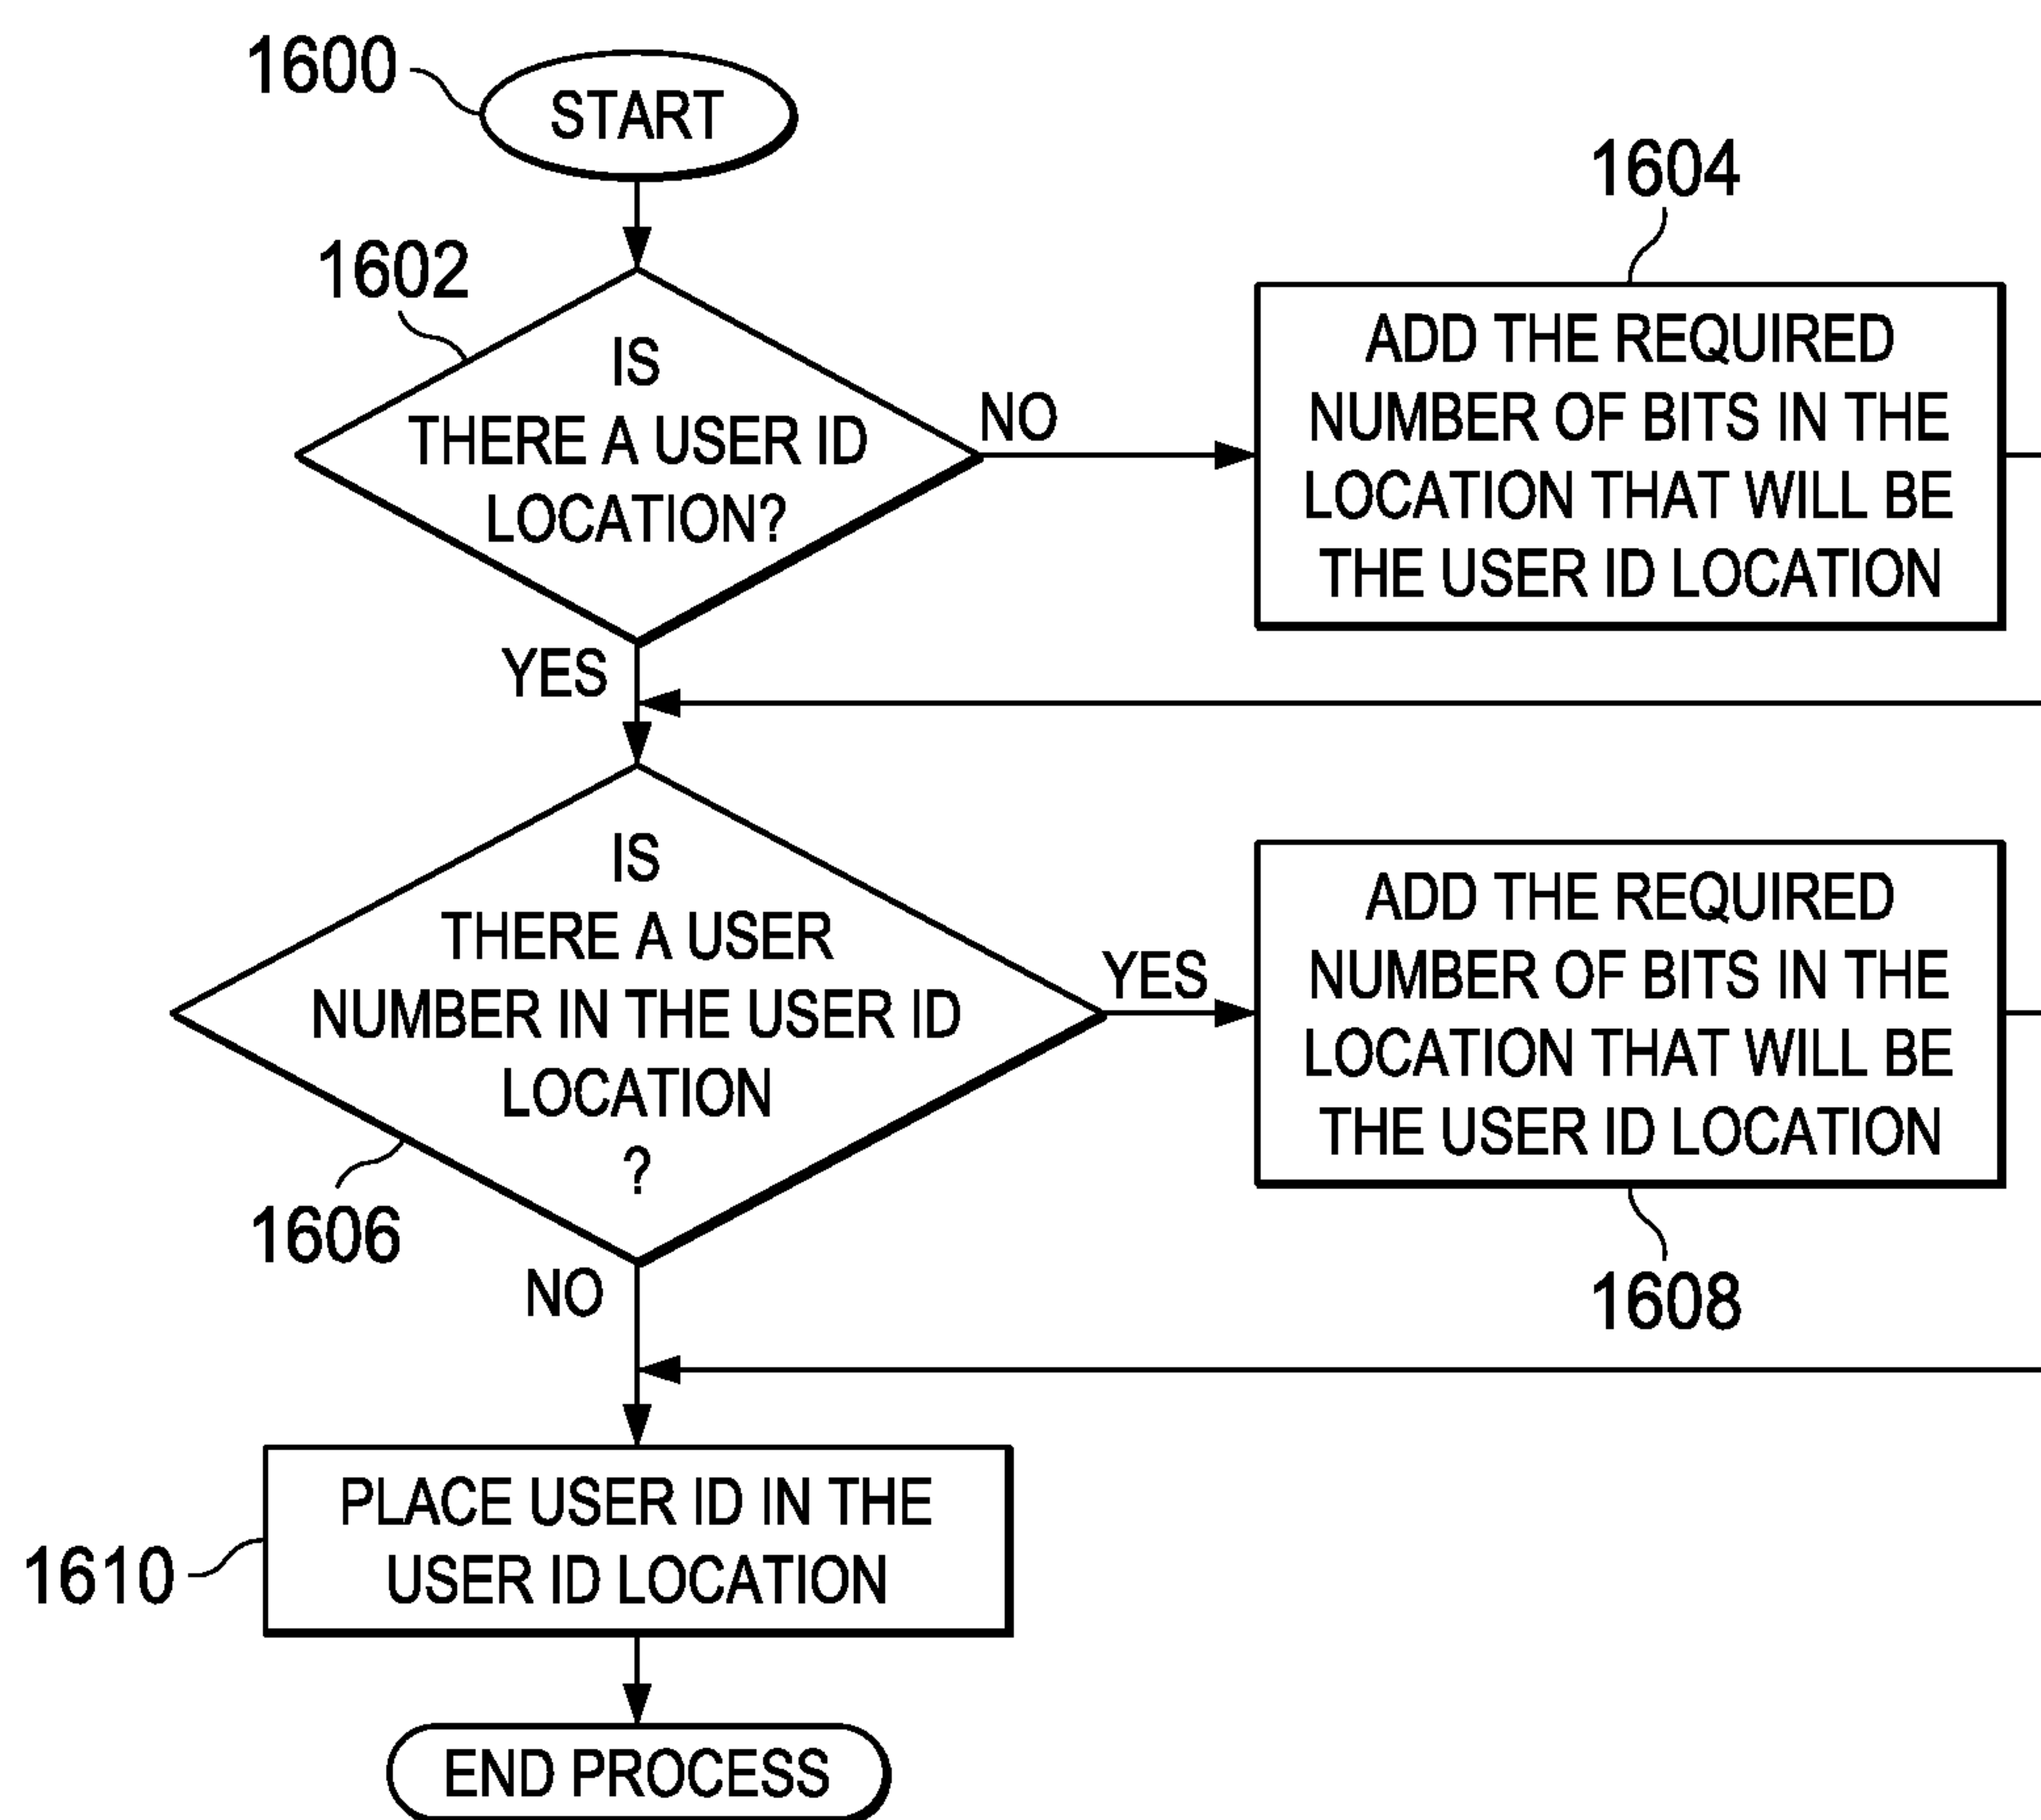 1600
START
1602
IS
THERE A USER ID
LOCATION?
NO
1604
ADD THE REQUIRED
NUMBER OF BITS IN THE
LOCATION THAT WILL BE
THE USER ID LOCATION
YES
IS
THERE A USER
NUMBER IN THE USER ID
LOCATION
?
1606
YES
ADD THE REQUIRED
NUMBER OF BITS IN THE
LOCATION THAT WILL BE
THE USER ID LOCATION
1608
NO
1610
PLACE USER ID IN THE
USER ID LOCATION
END PROCESS